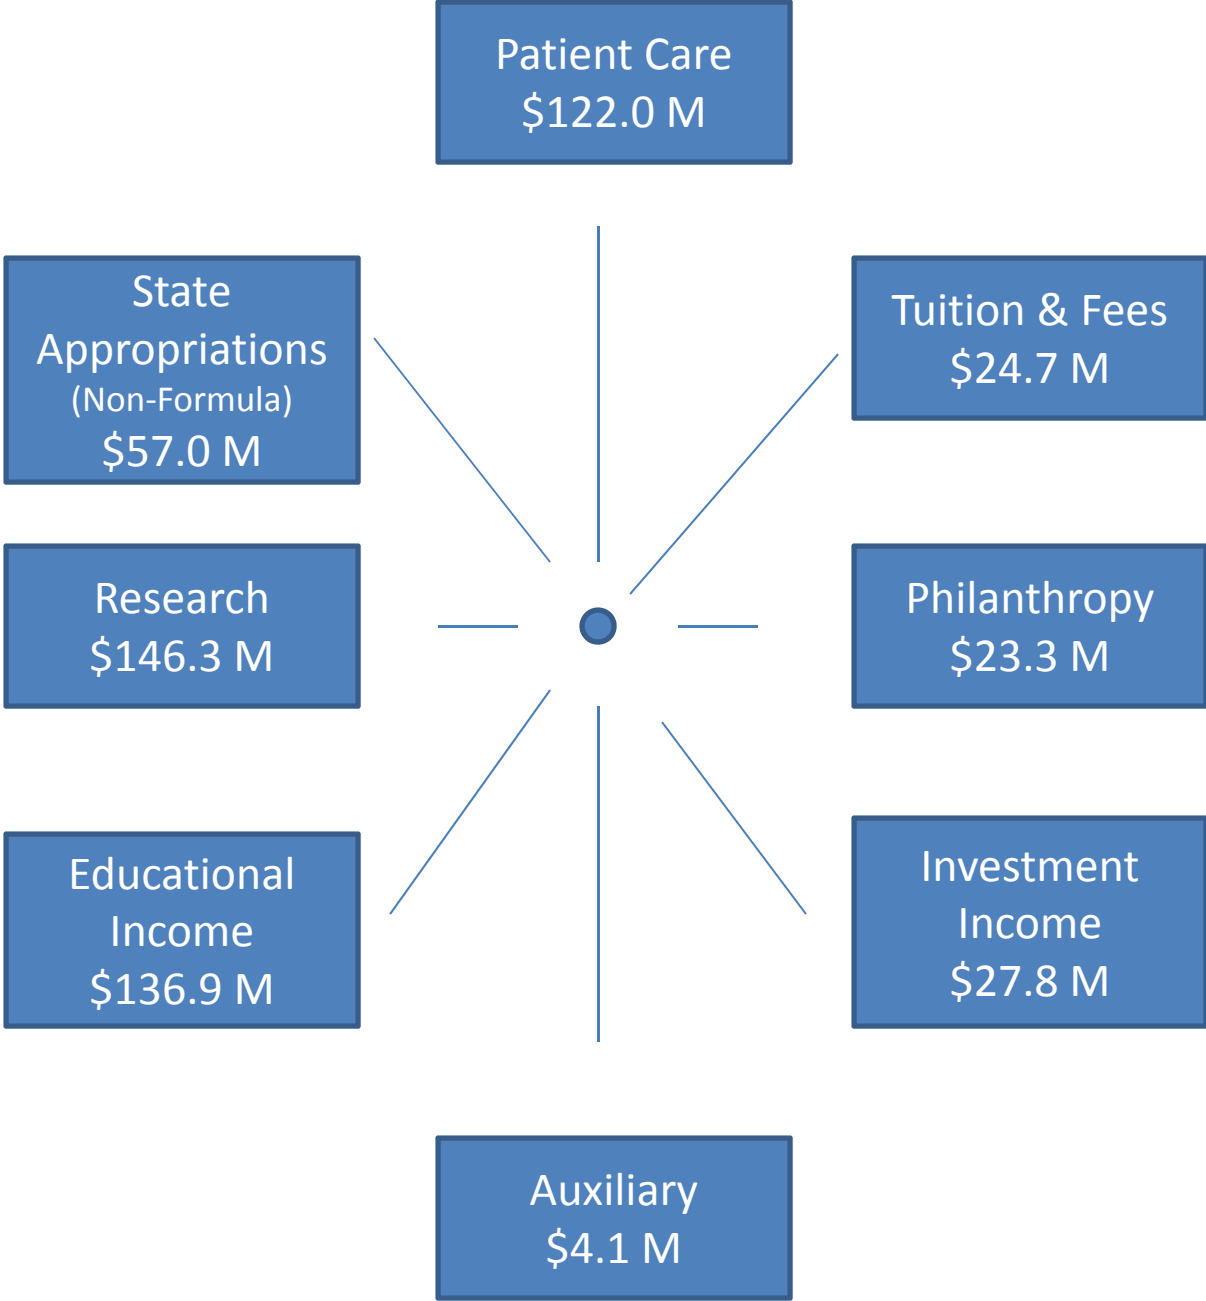 Patient Care
$122.0 M
State
Appropriations
(Non-Formula)
$57.0 M
Tuition & Fees
$24.7 M
Research
$146.3 M
Philanthropy
$23.3 M
Educational
Income
$136.9 M
Investment
Income
$27.8 M
Auxiliary
$4.1 M